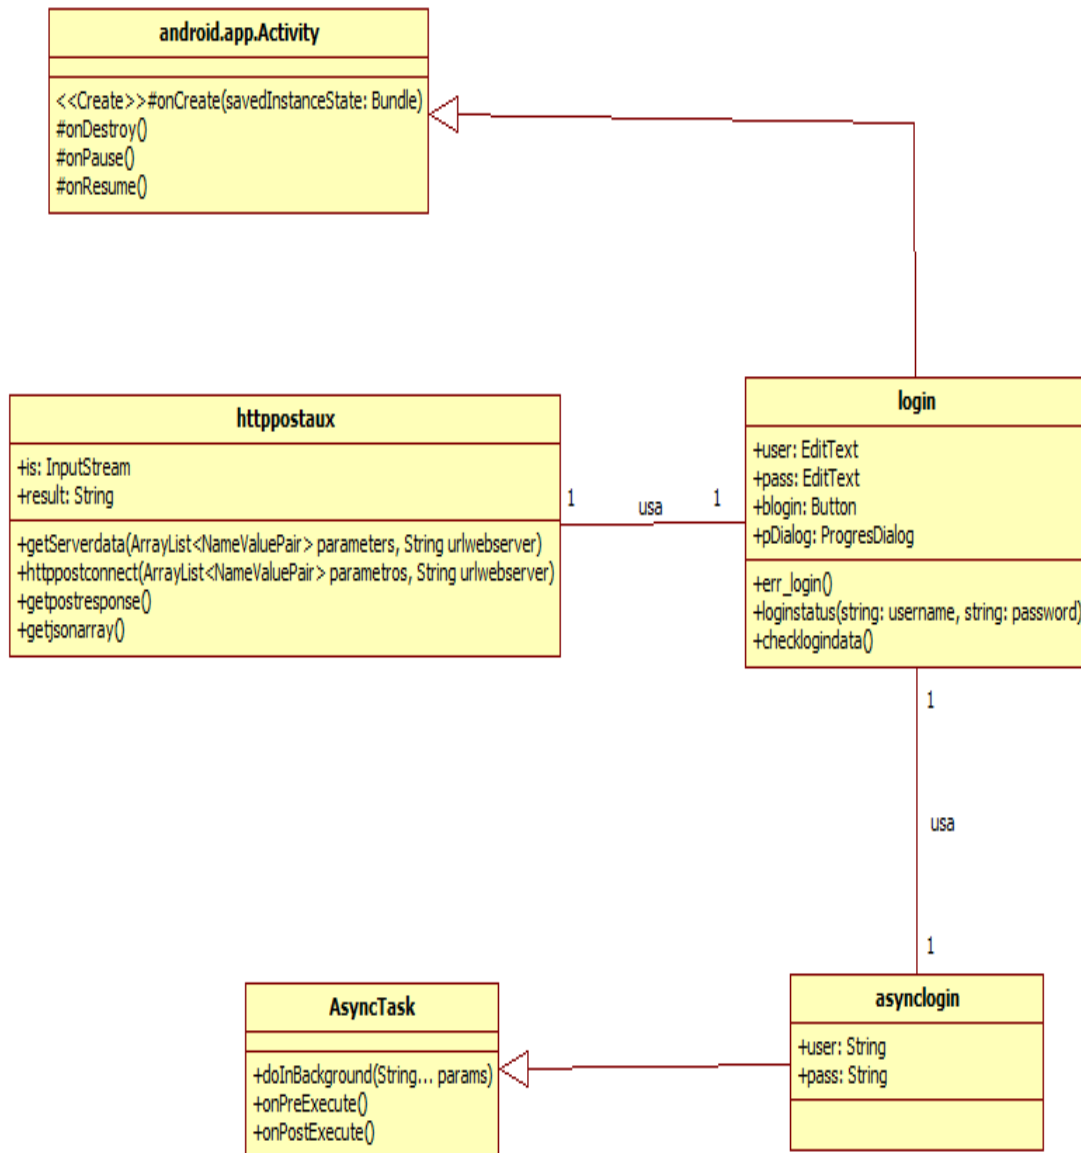 android.app.Activity
<<Create>>#onCreate(savedInstanceState: Bundle)
#onDestroy()
#onPause()
#onResume()
httppostaux
+is: InputStream
+result: String
+getServerdata(ArrayList<NameValuePair> parameters, String urlwebserver)
+httppostconnect(ArrayList<NameValuePair> parametros, String urlwebserver)
+getpostresponse()
+getjsonarray()
1
usa
1
login
+user: EditText
+pass: EditText
+blogin: Button
+pDialog: ProgresDialog
+err_login()
+loginstatus(string: username, string: password)
+checklogindata()
1
usa
1
AsyncTask
+doInBackground(String... params)
+onPreExecute()
+onPostExecute()
asynclogin
+user: String
+pass: String